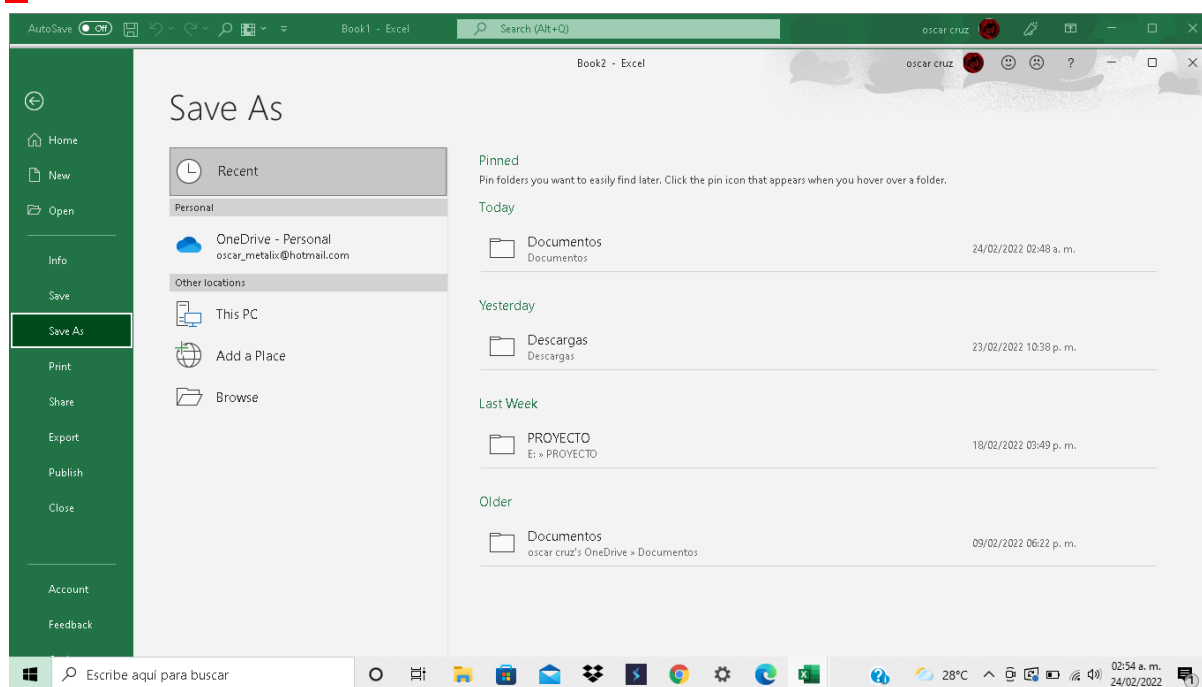 AutoSave Off Book1 - Excel Search (Alt+Q) oscar cruz
Book2 - Excel oscar cruz ?
Save As
Home
New
Open
Info
Save
Save As
Print
Share
Export
Publish
Close
Account
Feedback
Recent
Personal
OneDrive - Personal
oscar_metalix@hotmail.com
Other locations
This PC
Add a Place
Browse
Pinned
Pin folders you want to easily find later. Click the pin icon that appears when you hover over a folder.
Today
Documentos 24/02/2022 02:48 a. m.
Documentos
Yesterday
Descargas 23/02/2022 10:38 p. m.
Descargas
Last Week
PROYECTO 18/02/2022 03:49 p. m.
E: » PROYECTO
Older
Documentos 09/02/2022 06:22 p. m.
oscar cruz's OneDrive » Documentos
Escribe aquí para buscar 28°C 02:54 a. m.
24/02/2022